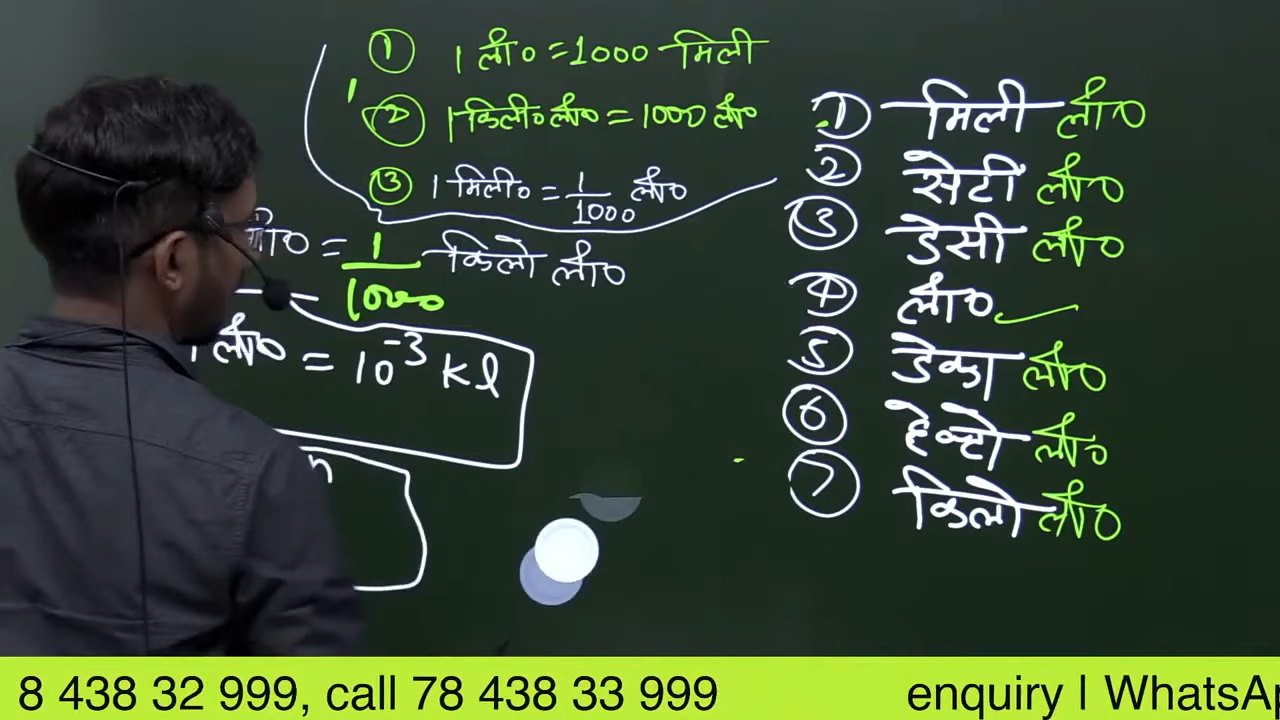 ① 1 ली० = 1000 मिली
② 1 किली० ली० = 1000 ली०
③ 1 मिली० = 1/1000 ली०
= 1/1000 किलो ली०
1 ली० = 10⁻³ kl
n
① मिली ली०
② सेटी ली०
③ डेसी ली०
④ ली०
⑤ डेका ली०
⑥ हेक्टो ली०
⑦ किलो ली०
8 438 32 999, call 78 438 33 999 enquiry | WhatsAp